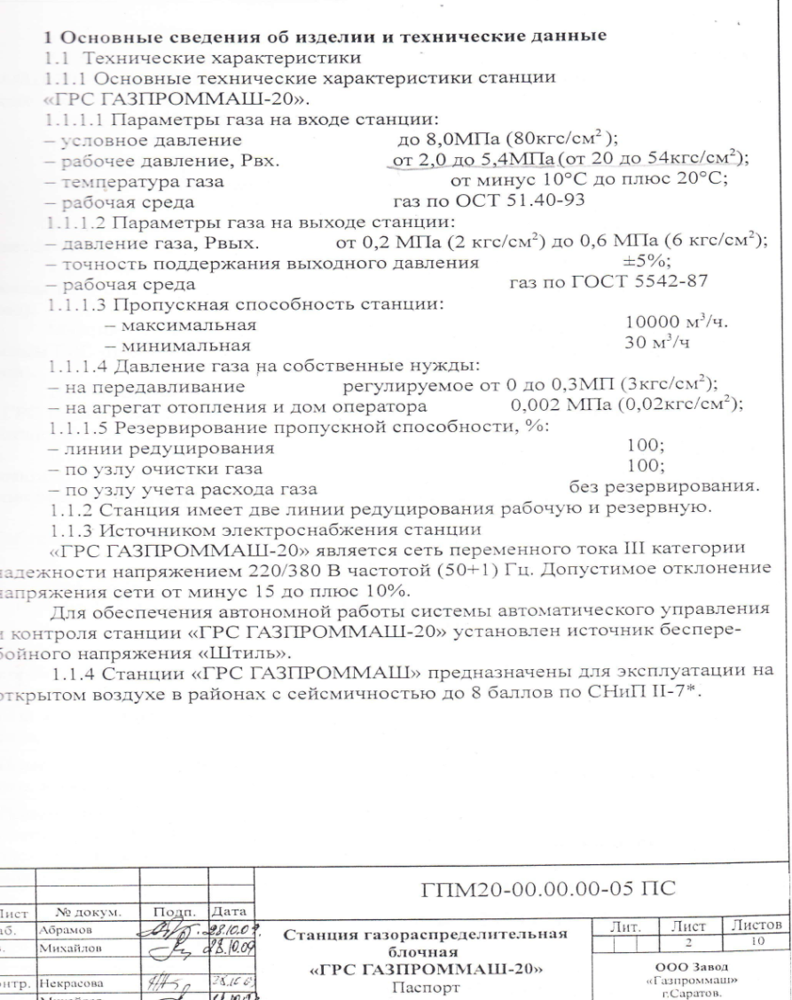 1 Основные сведения об изделии и технические данные
1.1 Технические характеристики
1.1.1 Основные технические характеристики станции
«ГРС ГАЗПРОММАШ-20».
1.1.1.1 Параметры газа на входе станции:
– условное давление до 8,0МПа (80кгс/см²);
– рабочее давление, Рвх. от 2,0 до 5,4МПа (от 20 до 54кгс/см²);
– температура газа от минус 10°С до плюс 20°С;
– рабочая среда газ по ОСТ 51.40-93
1.1.1.2 Параметры газа на выходе станции:
– давление газа, Рвых. от 0,2 МПа (2 кгс/см²) до 0,6 МПа (6 кгс/см²);
– точность поддержания выходного давления ±5%;
– рабочая среда газ по ГОСТ 5542-87
1.1.1.3 Пропускная способность станции:
– максимальная 10000 м³/ч.
– минимальная 30 м³/ч
1.1.1.4 Давление газа на собственные нужды:
– на передавливание регулируемое от 0 до 0,3МП (3кгс/см²);
– на агрегат отопления и дом оператора 0,002 МПа (0,02кгс/см²);
1.1.1.5 Резервирование пропускной способности, %:
– линии редуцирования 100;
– по узлу очистки газа 100;
– по узлу учета расхода газа без резервирования.
1.1.2 Станция имеет две линии редуцирования рабочую и резервную.
1.1.3 Источником электроснабжения станции
«ГРС ГАЗПРОММАШ-20» является сеть переменного тока III категории
надежности напряжением 220/380 В частотой (50+1) Гц. Допустимое отклонение
напряжения сети от минус 15 до плюс 10%.
Для обеспечения автономной работы системы автоматического управления
и контроля станции «ГРС ГАЗПРОММАШ-20» установлен источник беспере-
бойного напряжения «Штиль».
1.1.4 Станции «ГРС ГАЗПРОММАШ» предназначены для эксплуатации на
открытом воздухе в районах с сейсмичностью до 8 баллов по СНиП II-7*.
ГПМ20-00.00.00-05 ПС
Лист № докум. Подп. Дата
аб. Абрамов 28.10.09.
в. Михайлов 28.10.09
онтр. Некрасова
Михайлов
Станция газораспределительная
блочная
«ГРС ГАЗПРОММАШ-20»
Паспорт
Лит. Лист Листов
2 10
ООО Завод
«Газпроммаш»
г.Саратов.